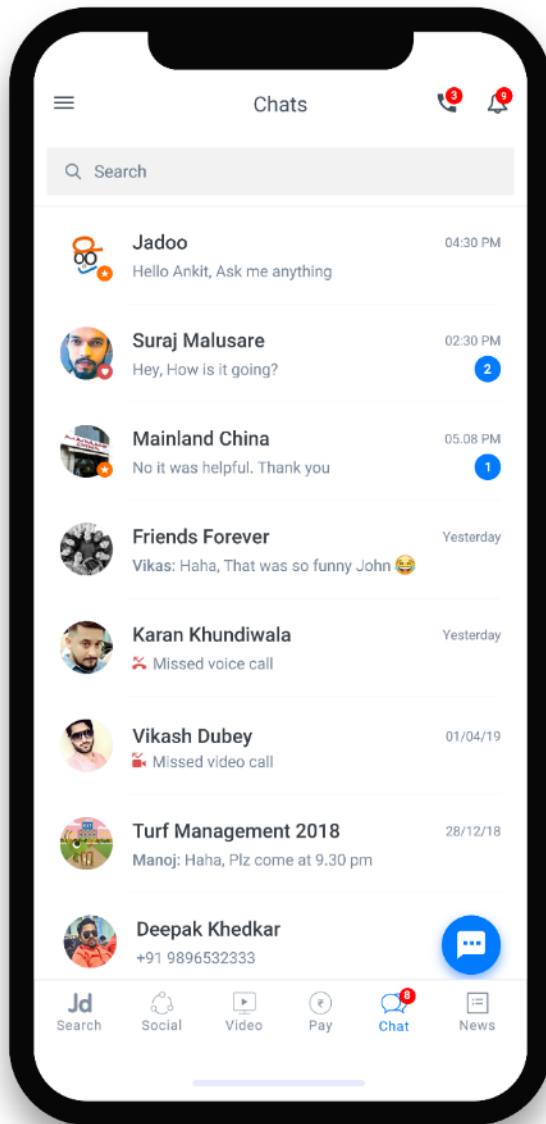 Chats
3
9
Search
Jadoo
04:30 PM
Hello Ankit, Ask me anything
Suraj Malusare
02:30 PM
Hey, How is it going?
2
Mainland China
05.08 PM
No it was helpful. Thank you
1
Friends Forever
Yesterday
Vikas: Haha, That was so funny John 😂
Karan Khundiwala
Yesterday
Missed voice call
Vikash Dubey
01/04/19
Missed video call
Turf Management 2018
28/12/18
Manoj: Haha, Plz come at 9.30 pm
Deepak Khedkar
+91 9896532333
Jd
₹
8
Search
Social
Video
Pay
Chat
News